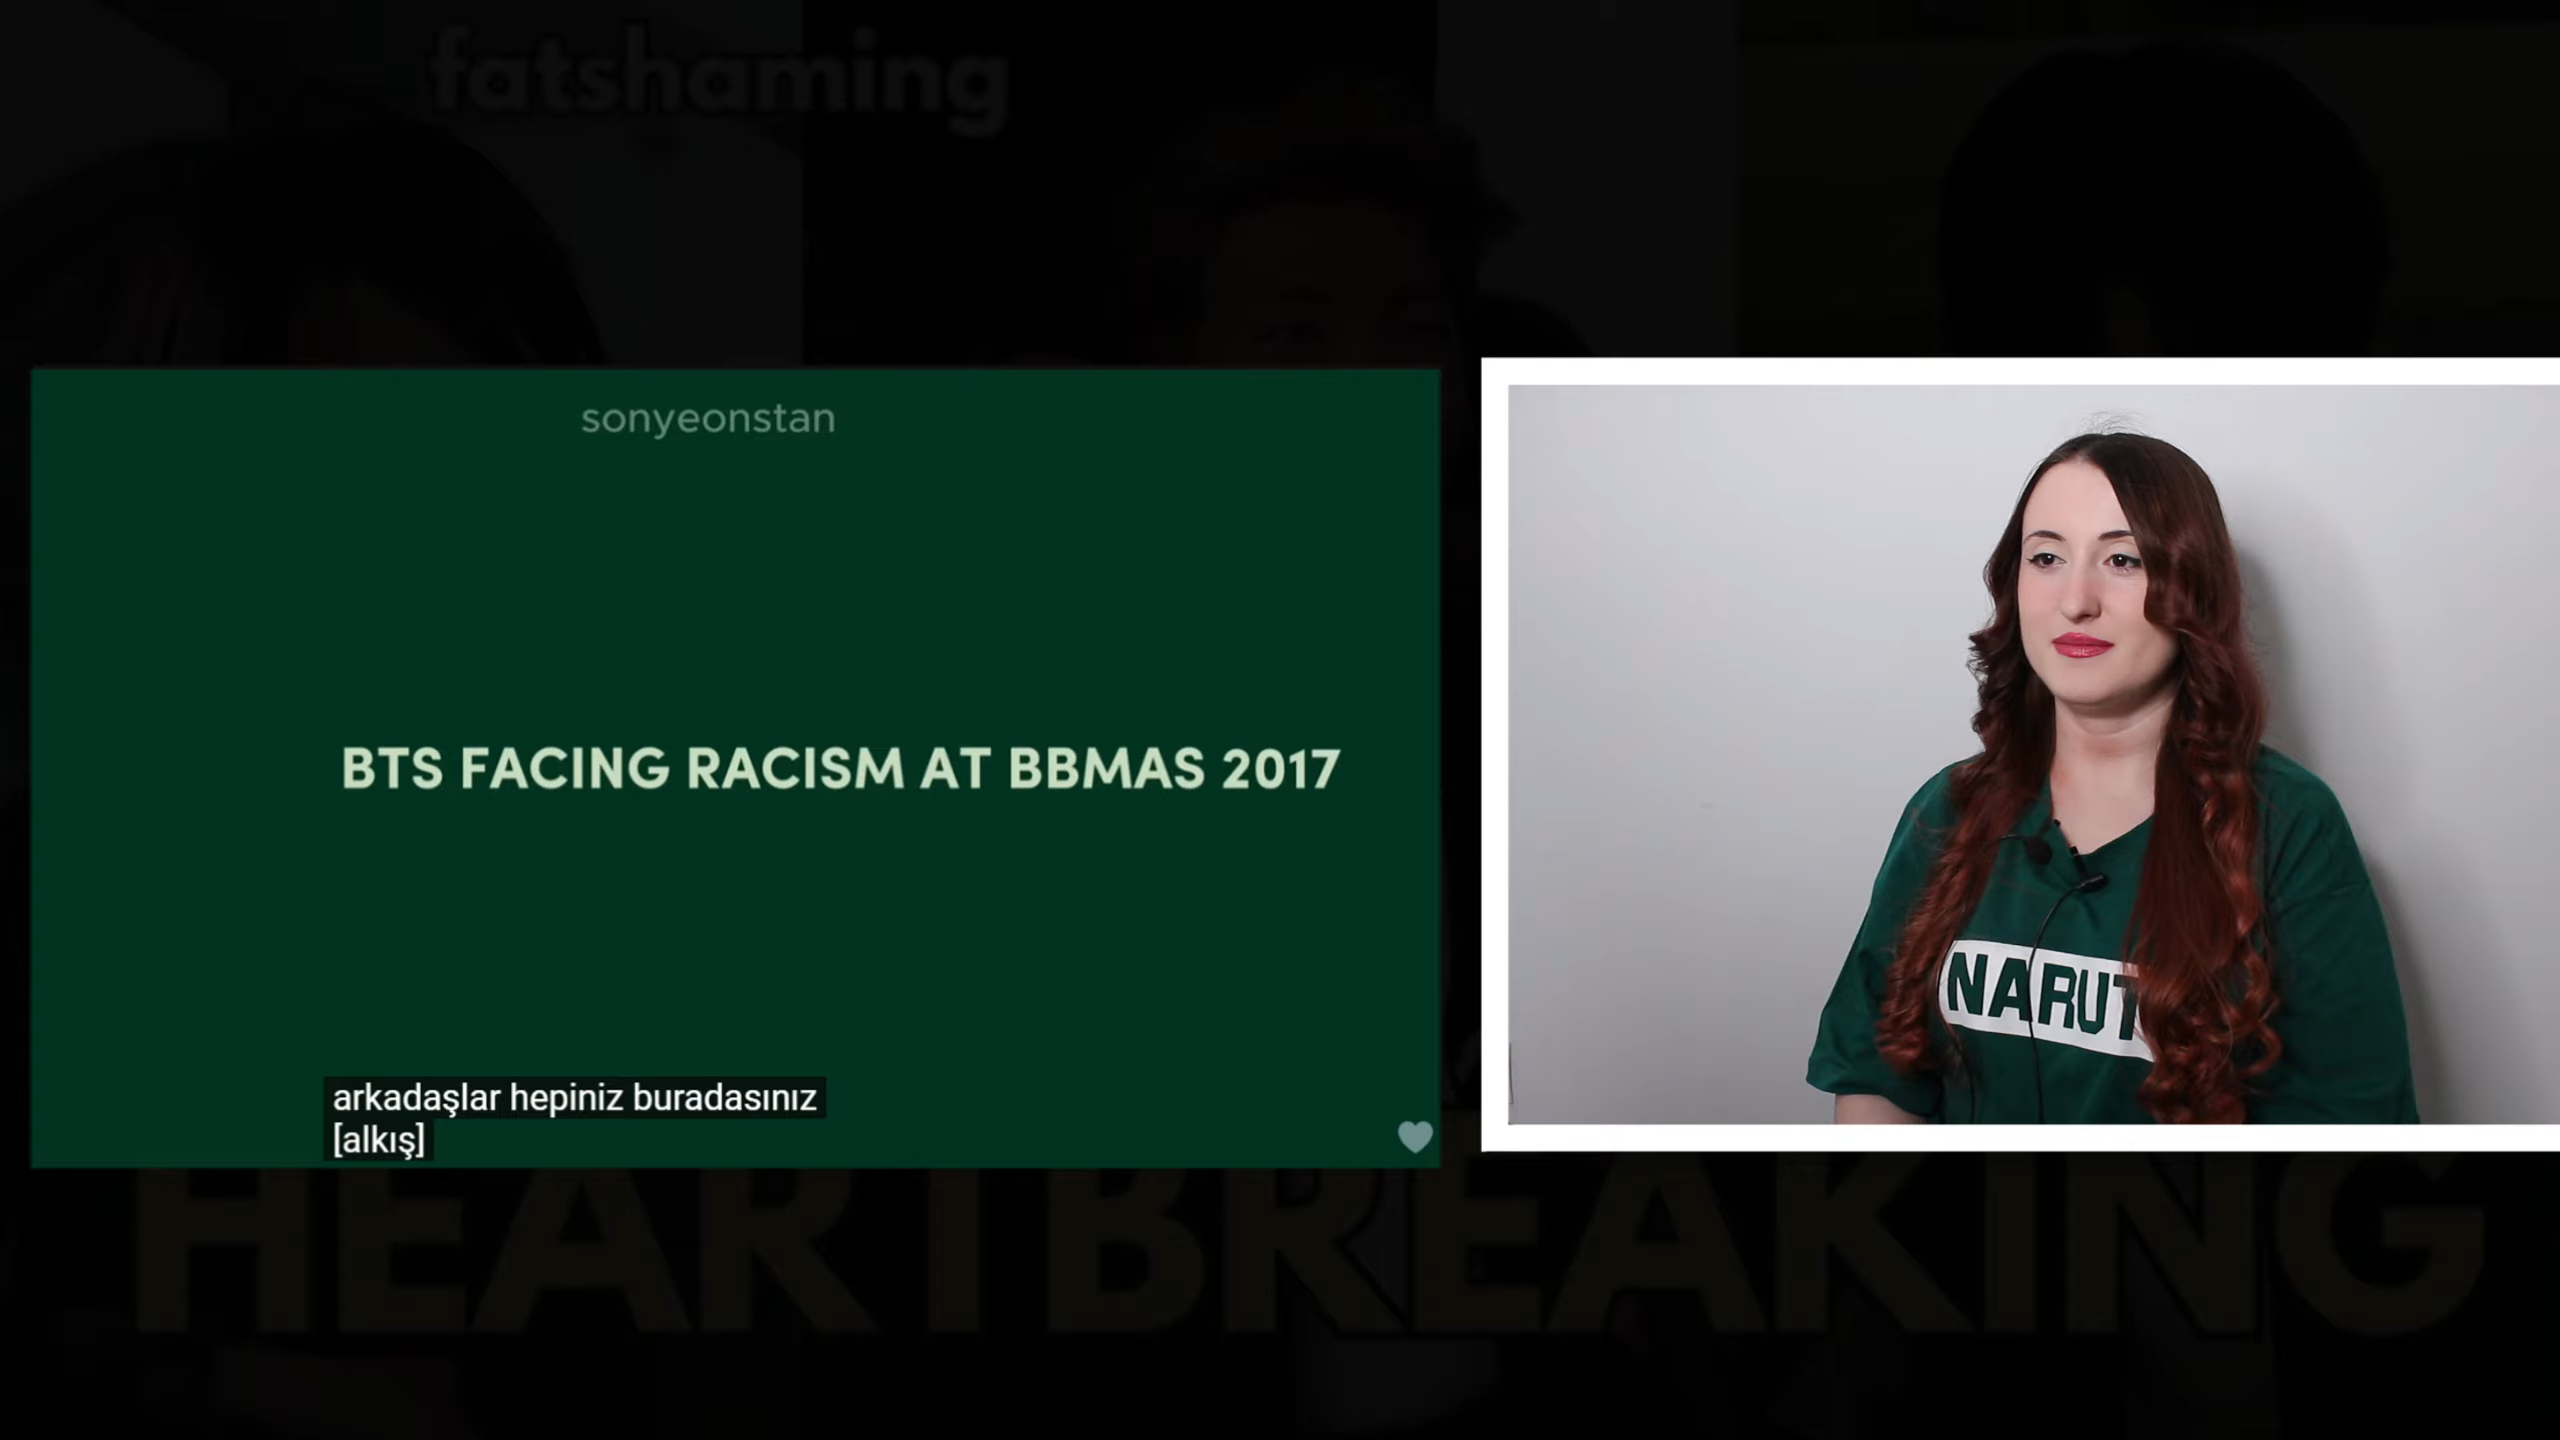 fatshaming
sonyeonstan
BTS FACING RACISM AT BBMAS 2017
NARUT
arkadaşlar hepiniz buradasınız
[alkış]
HEARTBREAKING